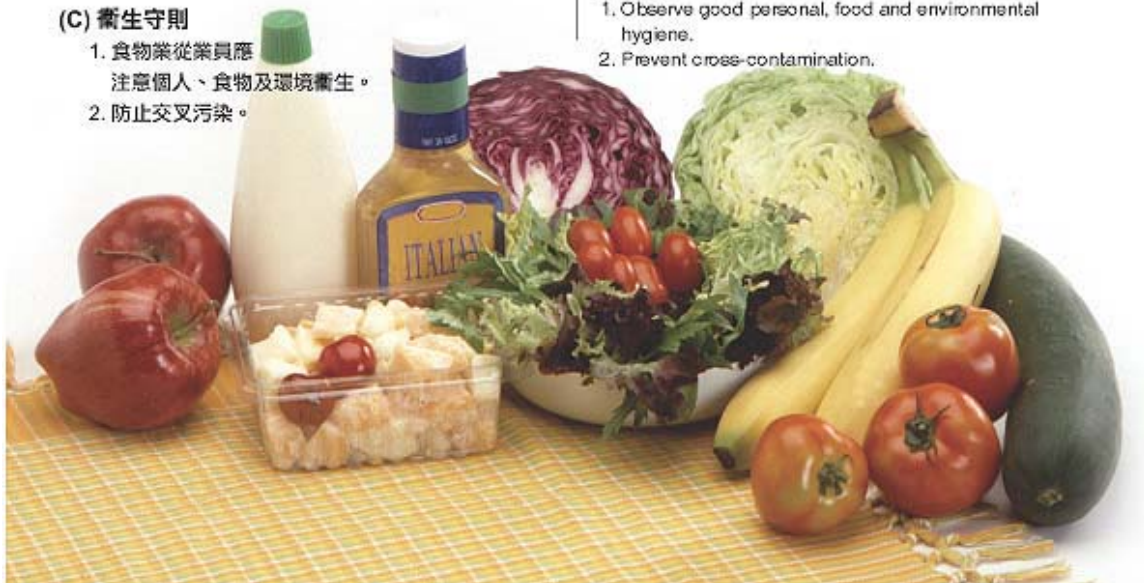 (C) 衞生守則
1. 食物業從業員應
注意個人、食物及環境衞生。
2. 防止交叉污染。
1. Observe good personal, food and environmental
hygiene.
2. Prevent cross-contamination.
ITALIAN